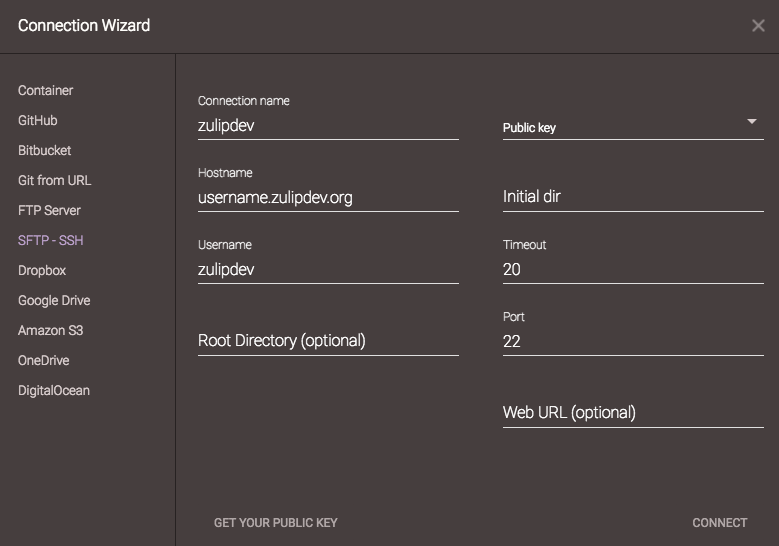 Connection Wizard
Container
GitHub
Bitbucket
Git from URL
FTP Server
SFTP - SSH
Dropbox
Google Drive
Amazon S3
OneDrive
DigitalOcean
Connection name
zulipdev
Public key
Hostname
username.zulipdev.org
Initial dir
Username
zulipdev
Timeout
20
Root Directory (optional)
Port
22
Web URL (optional)
GET YOUR PUBLIC KEY
CONNECT